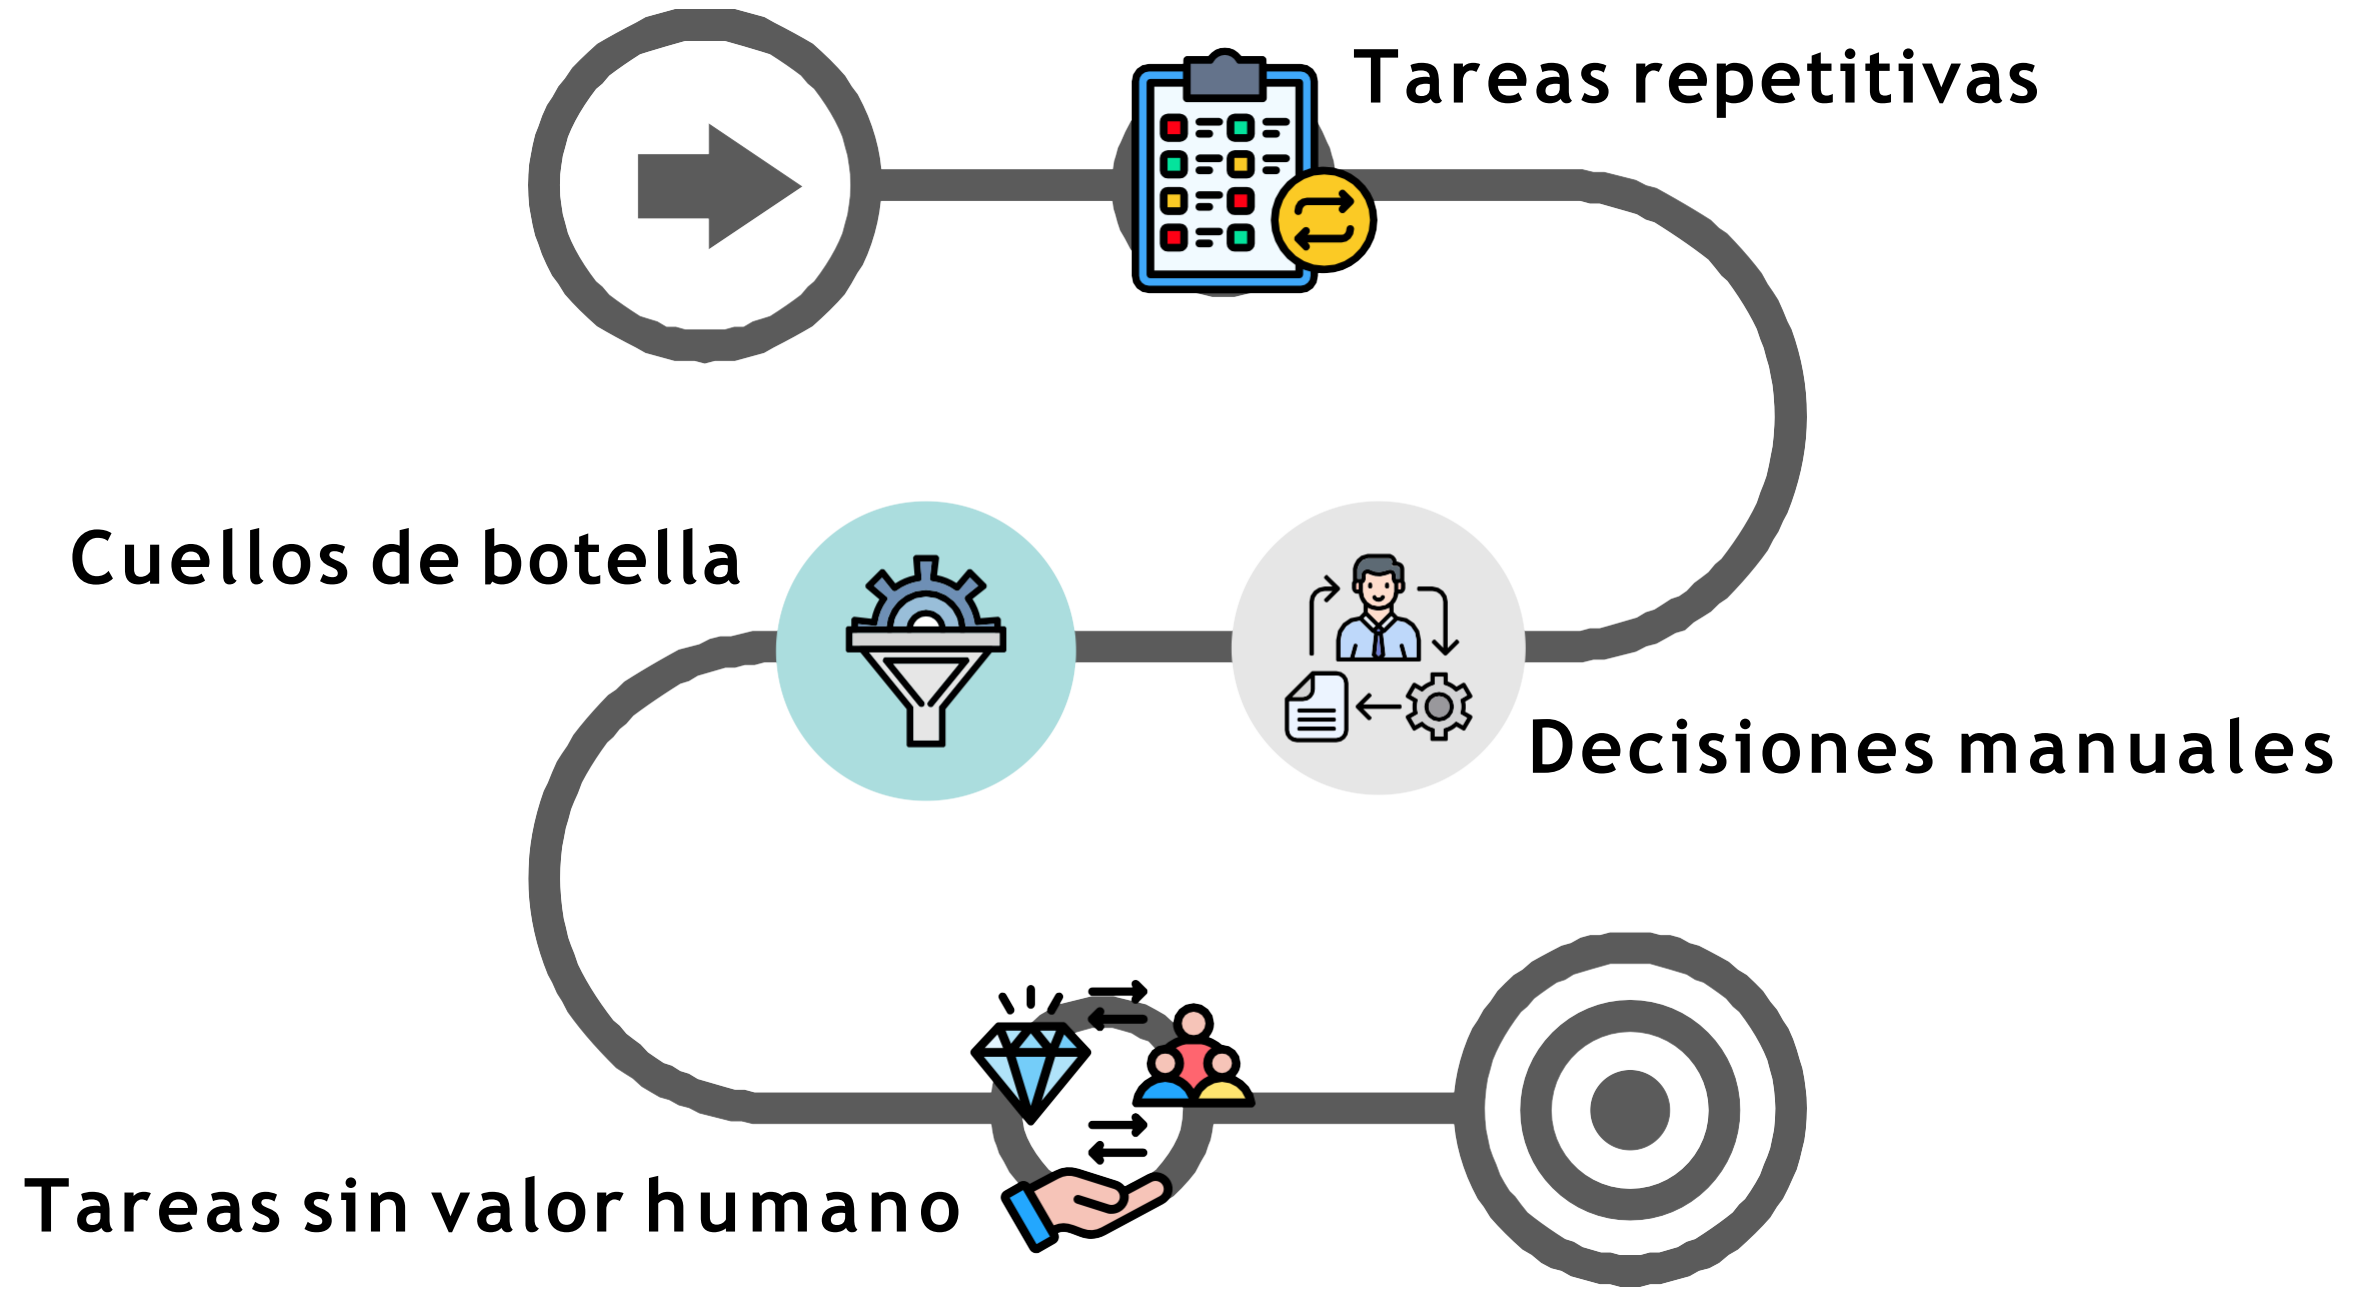 Tareas repetitivas
Cuellos de botella
Decisiones manuales
Tareas sin valor humano